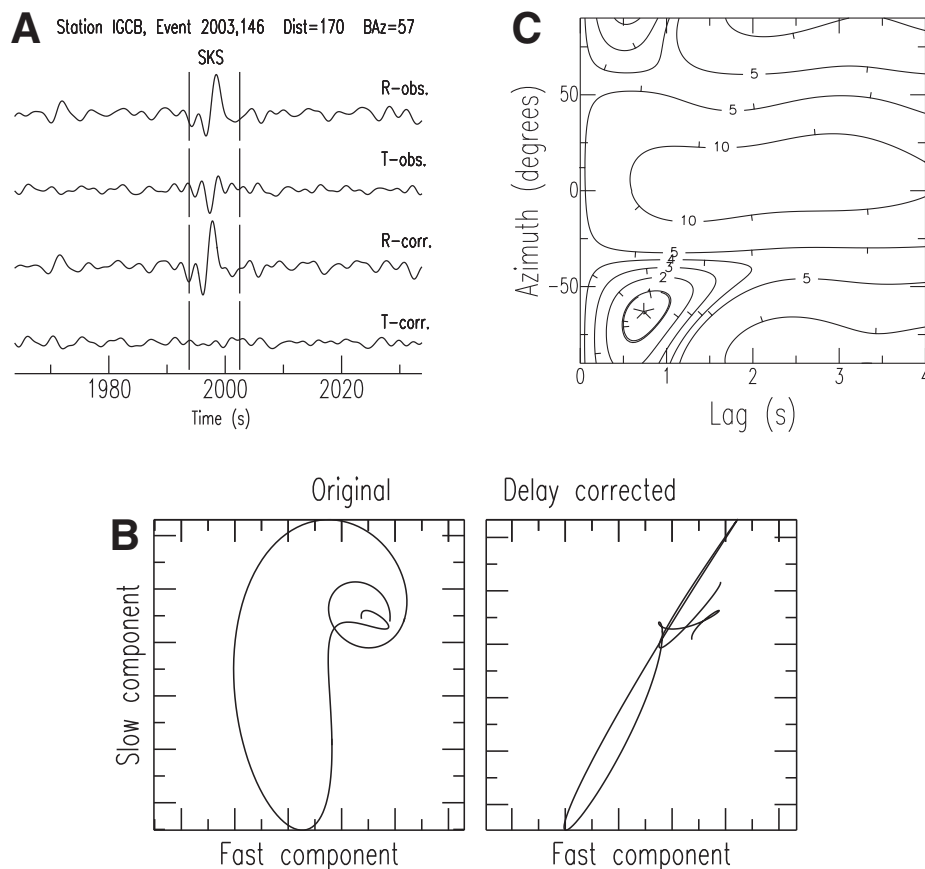 A
Station IGCB, Event 2003,146 Dist=170 BAz=57
SKS
R-obs.
T-obs.
R-corr.
T-corr.
1980 2000 2020
Time (s)
C
Azimuth (degrees)
50
0
-50
5
5
10
10
5
4
3
2
5
0 1 2 3 4
Lag (s)
B
Original
Delay corrected
Slow component
Fast component
Fast component